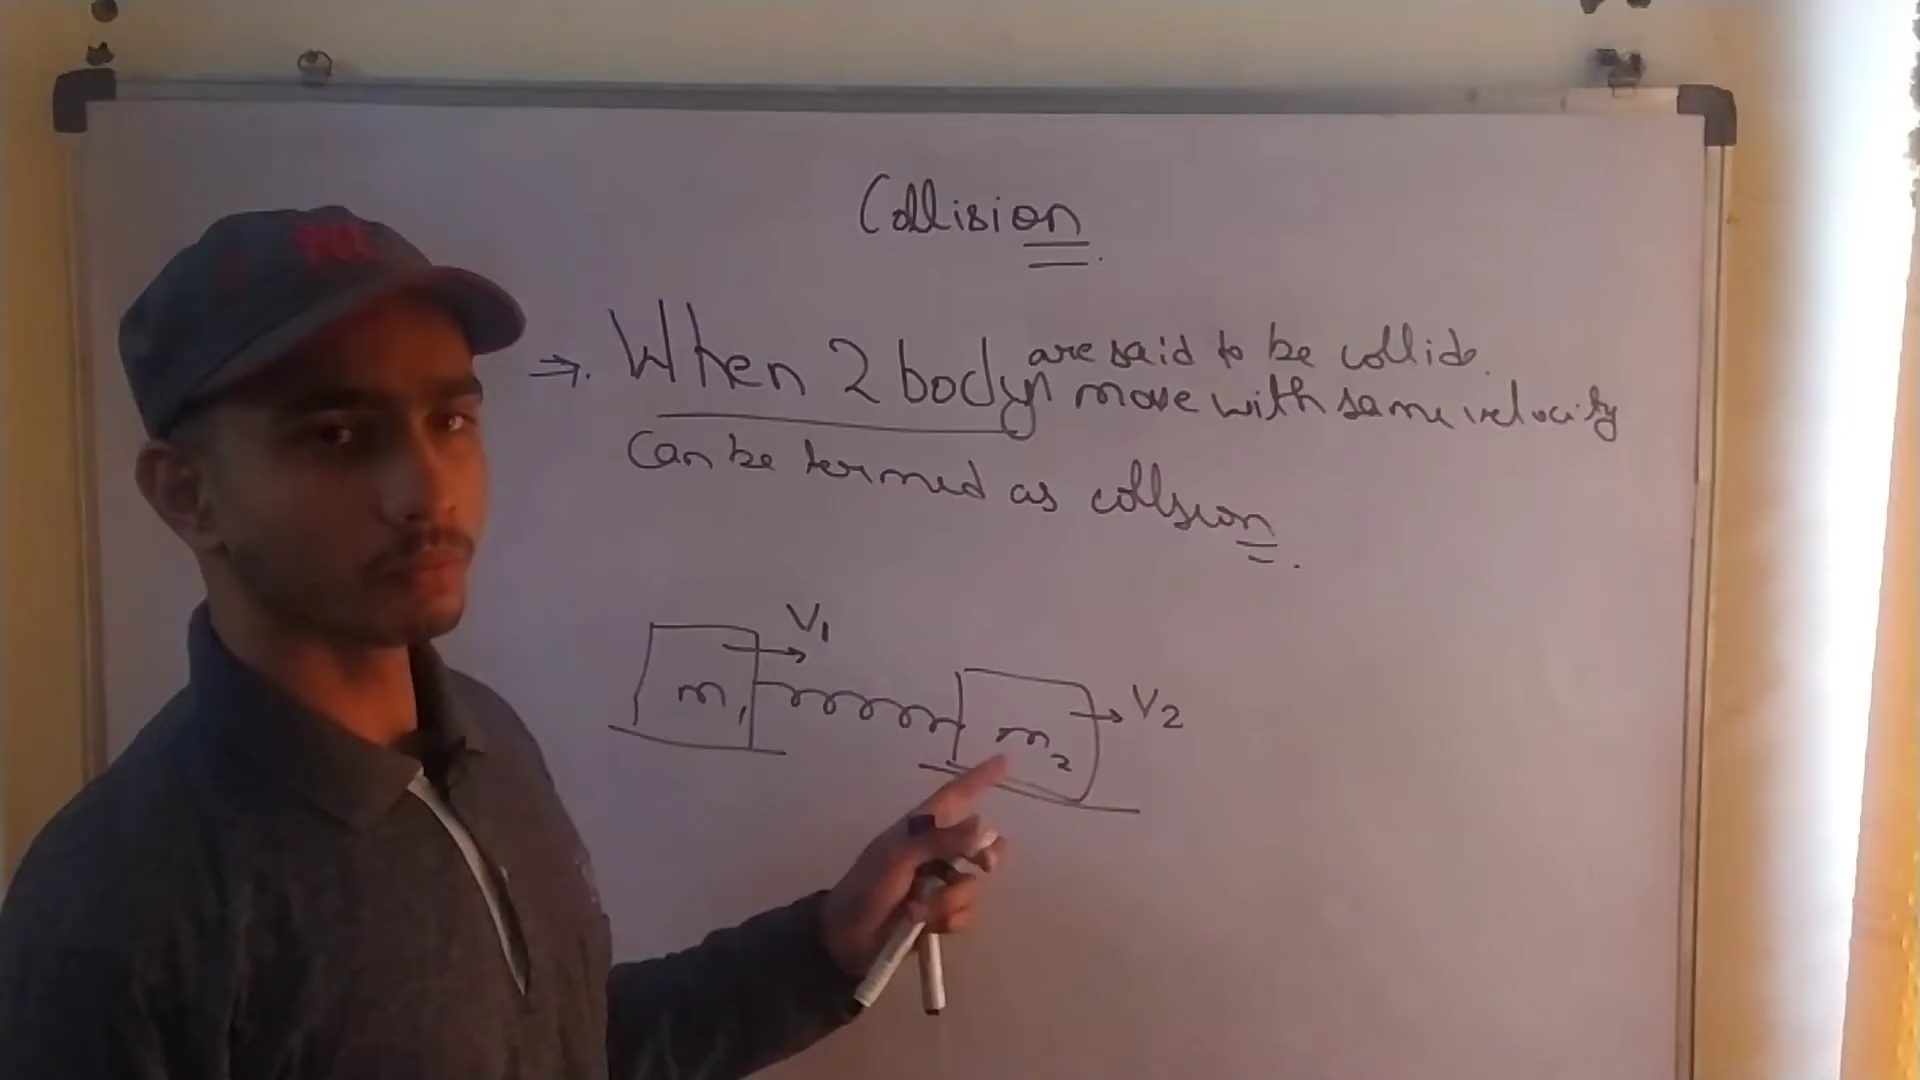 Collision
⇒. When 2 body are said to be collide.
n move with same velocity
Can be termed as collsion.
V1
m1
m2
V2